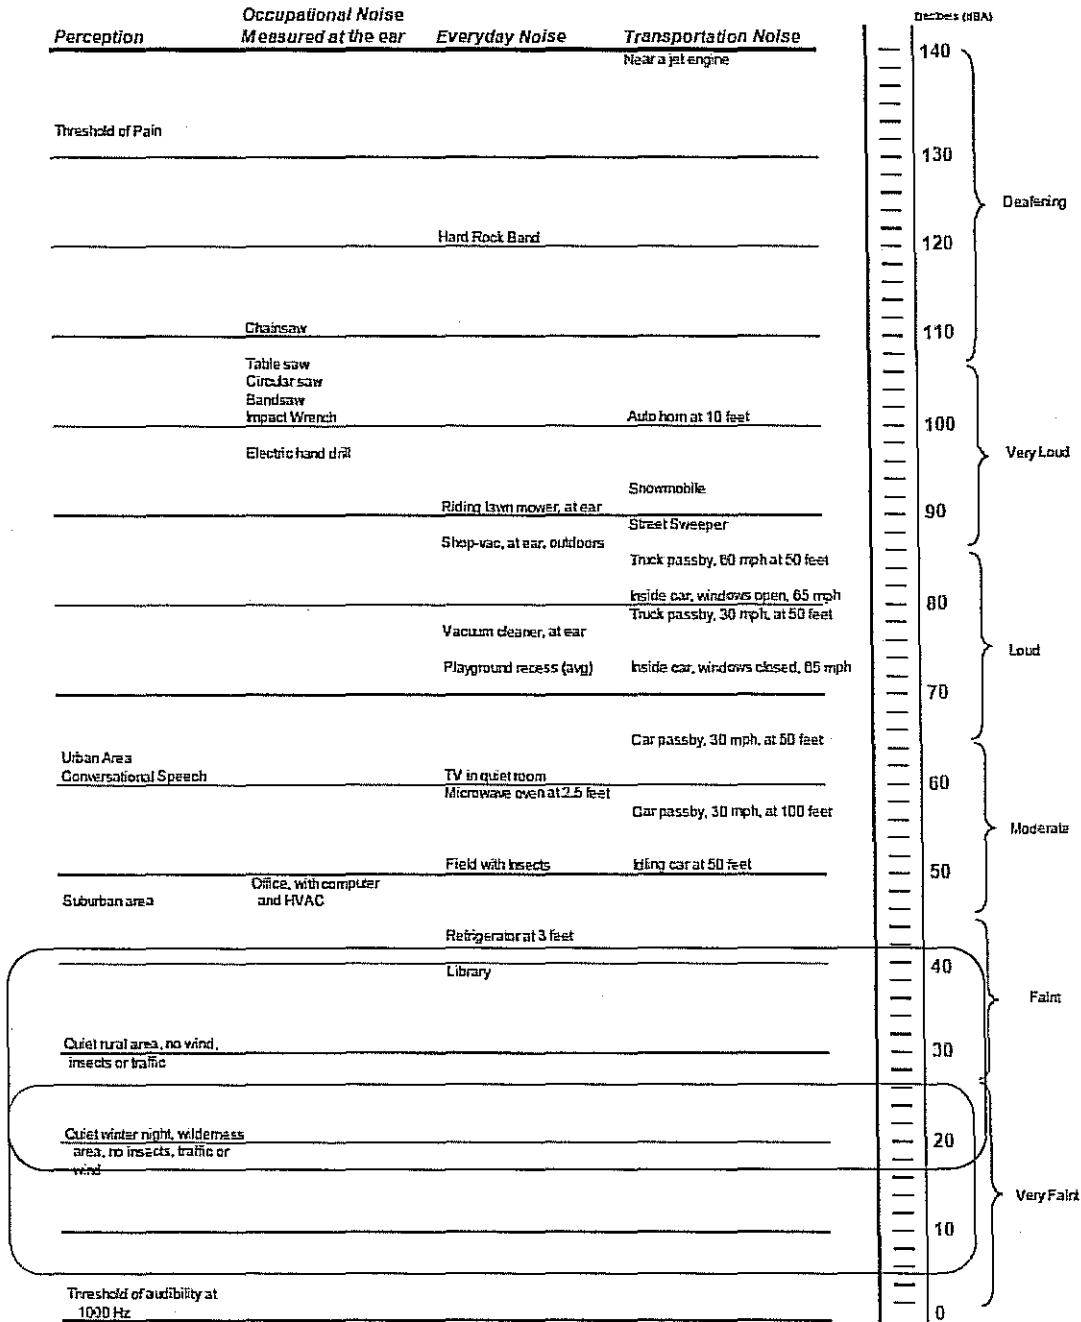 Occupational Noise
Perception Measured at the ear Everyday Noise Transportation Noise
Decibels (dBA)
Near a jet engine
140
Threshold of Pain
130
Deafening
Hard Rock Band
120
Chainsaw
110
Table saw
Circular saw
Bandsaw
Impact Wrench Auto horn at 10 feet
100
Electric hand drill
Very Loud
Snowmobile
Riding lawn mower, at ear
90
Street Sweeper
Shop-vac, at ear, outdoors
Truck passby, 60 mph at 50 feet
Inside car, windows open, 65 mph
80
Truck passby, 30 mph, at 50 feet
Vacuum cleaner, at ear
Loud
Playground recess (avg) Inside car, windows closed, 65 mph
70
Car passby, 30 mph, at 50 feet
Urban Area
Conversational Speech TV in quiet room
60
Microwave oven at 2.5 feet
Car passby, 30 mph, at 100 feet
Moderate
Field with insects Idling car at 50 feet
50
Office, with computer
Suburban area and HVAC
Refrigerator at 3 feet
40
Library
Faint
Quiet rural area, no wind,
30
insects or traffic
Quiet winter night, wilderness
20
area, no insects, traffic or
wind
Very Faint
10
Threshold of audibility at
1000 Hz
0